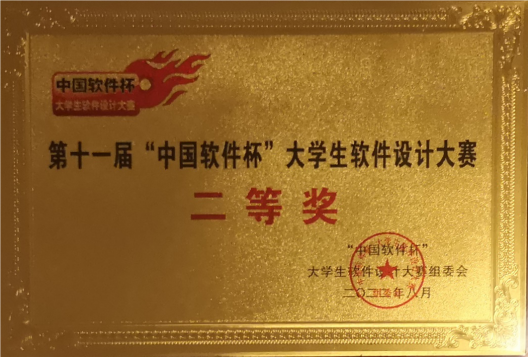 中国软件杯
大学生软件设计大赛
第十一届“中国软件杯”大学生软件设计大赛
二等奖
“中国软件杯”
大学生软件设计大赛组委会
二〇二 年八月